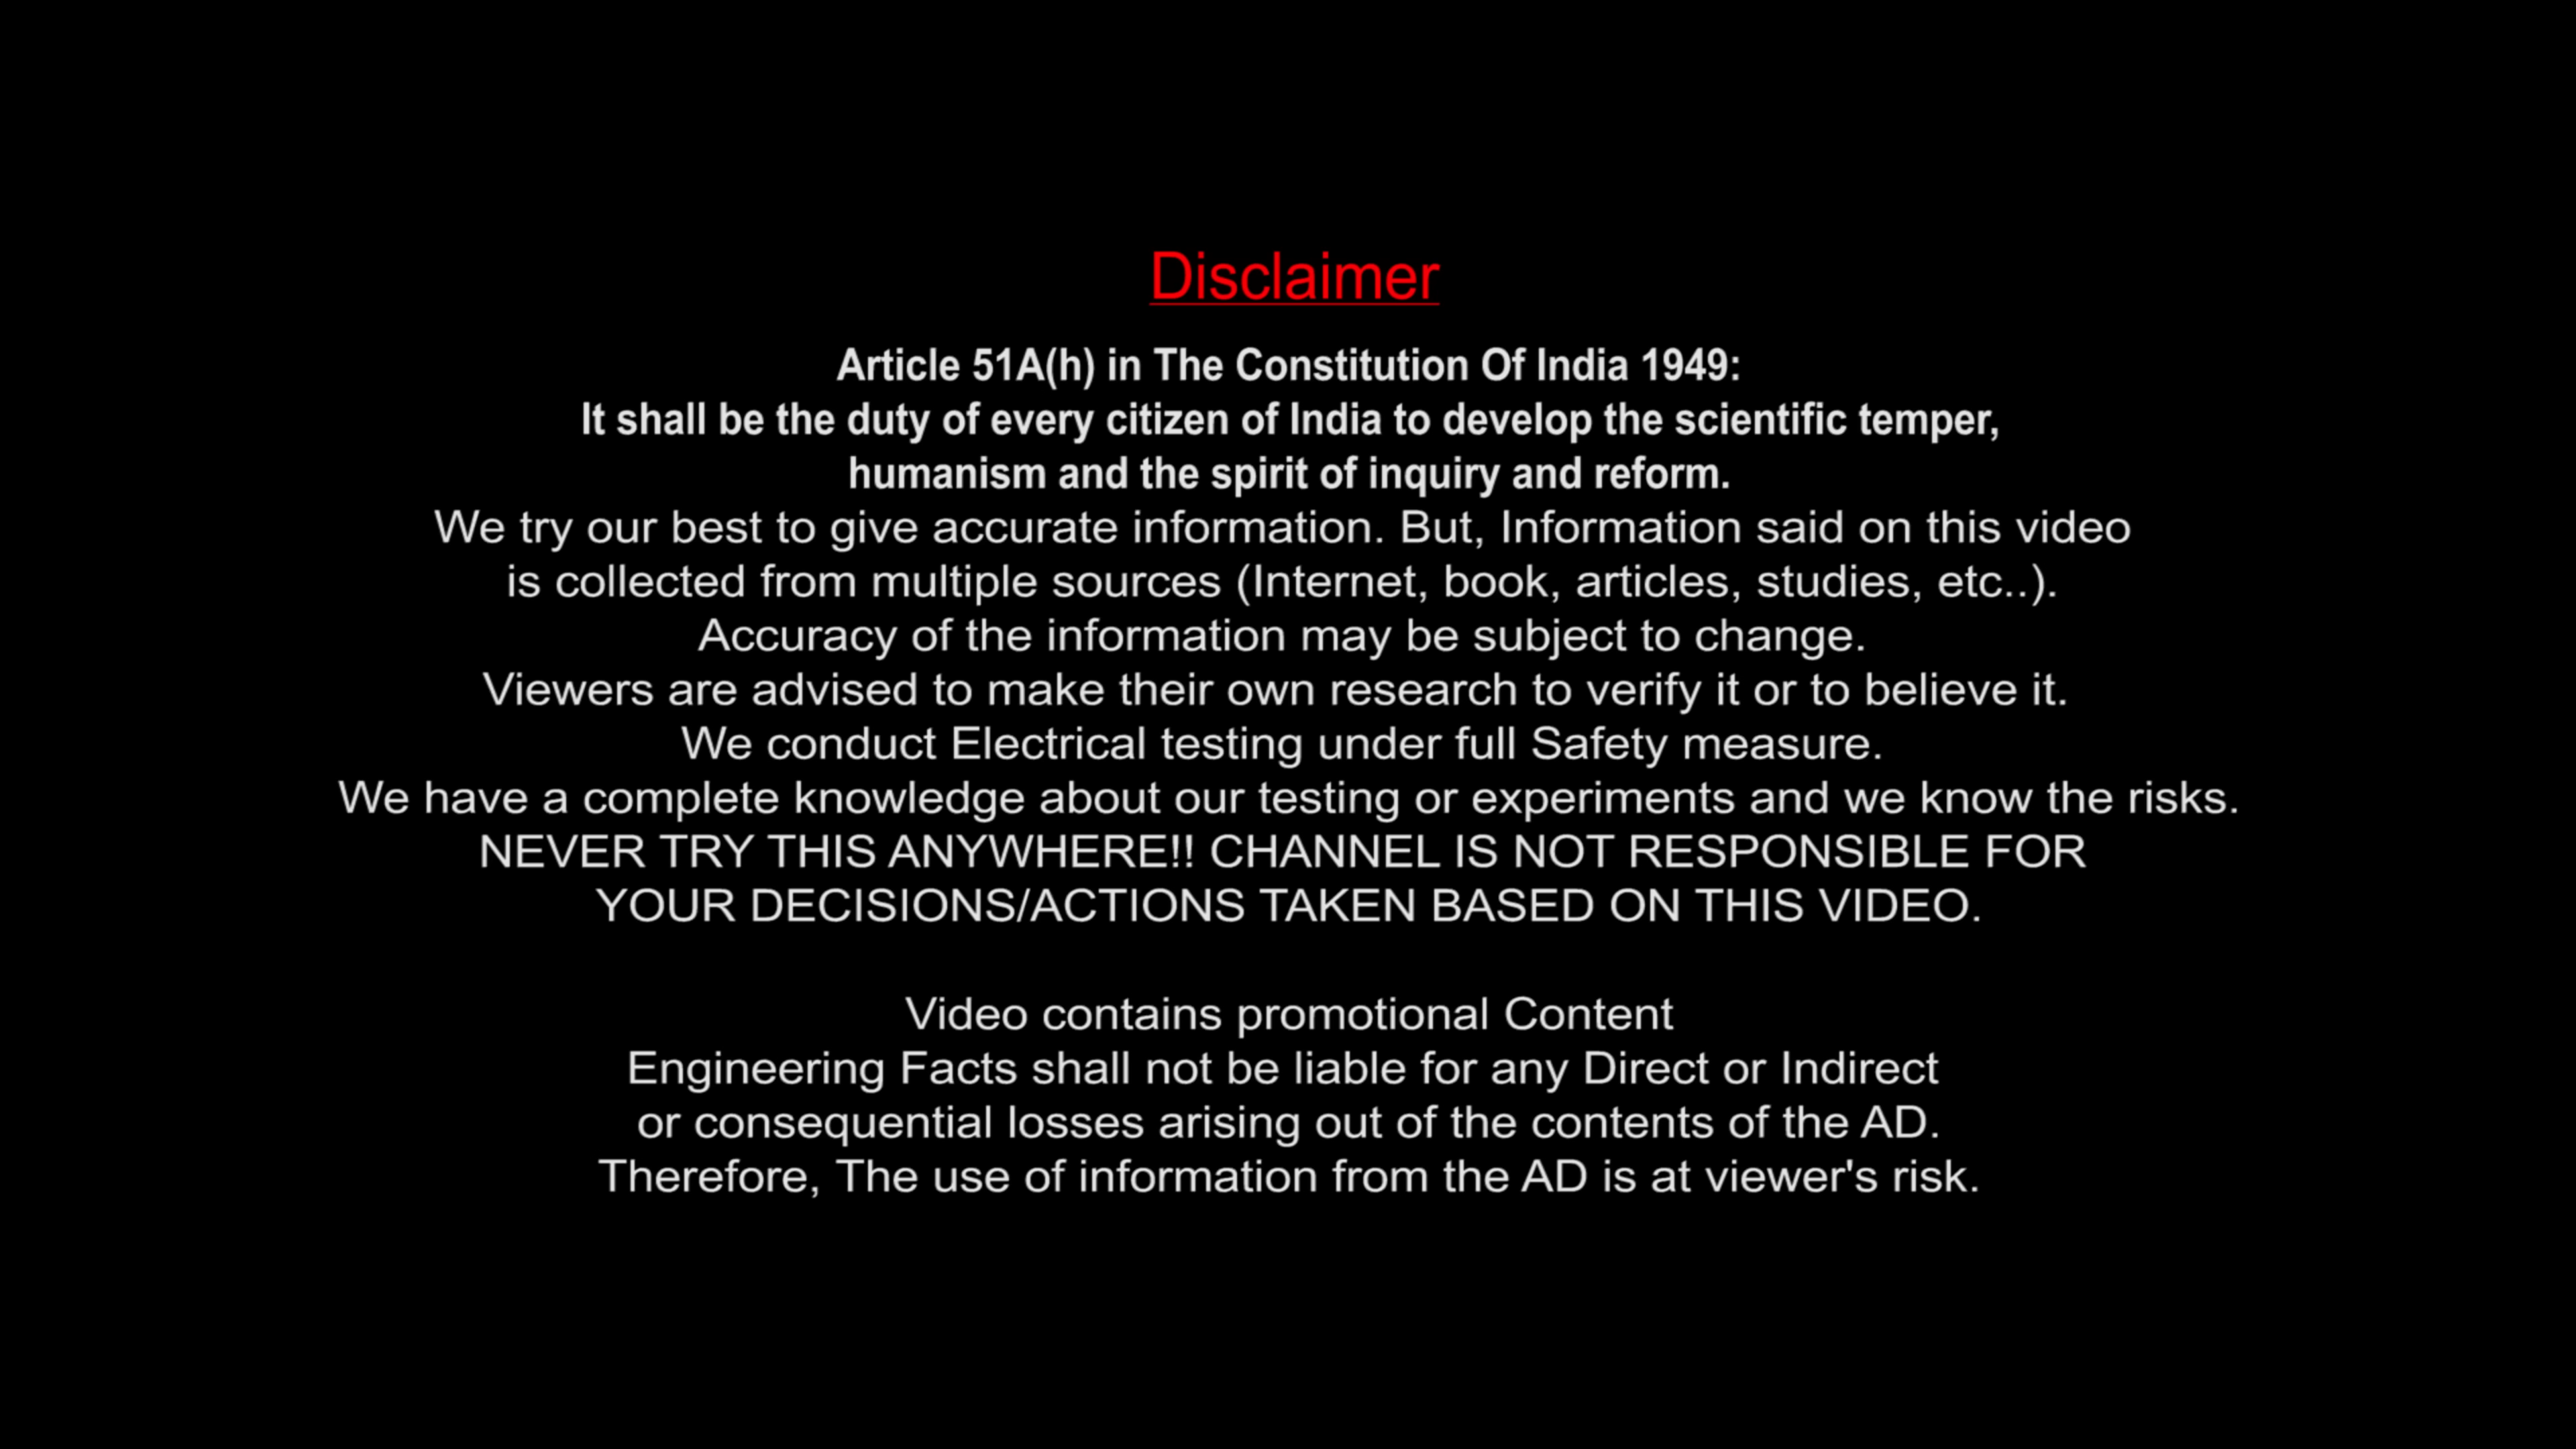 Disclaimer
Article 51A(h) in The Constitution Of India 1949:
It shall be the duty of every citizen of India to develop the scientific temper,
humanism and the spirit of inquiry and reform.
We try our best to give accurate information. But, Information said on this video
is collected from multiple sources (Internet, book, articles, studies, etc..).
Accuracy of the information may be subject to change.
Viewers are advised to make their own research to verify it or to believe it.
We conduct Electrical testing under full Safety measure.
We have a complete knowledge about our testing or experiments and we know the risks.
NEVER TRY THIS ANYWHERE!! CHANNEL IS NOT RESPONSIBLE FOR
YOUR DECISIONS/ACTIONS TAKEN BASED ON THIS VIDEO.
Video contains promotional Content
Engineering Facts shall not be liable for any Direct or Indirect
or consequential losses arising out of the contents of the AD.
Therefore, The use of information from the AD is at viewer's risk.